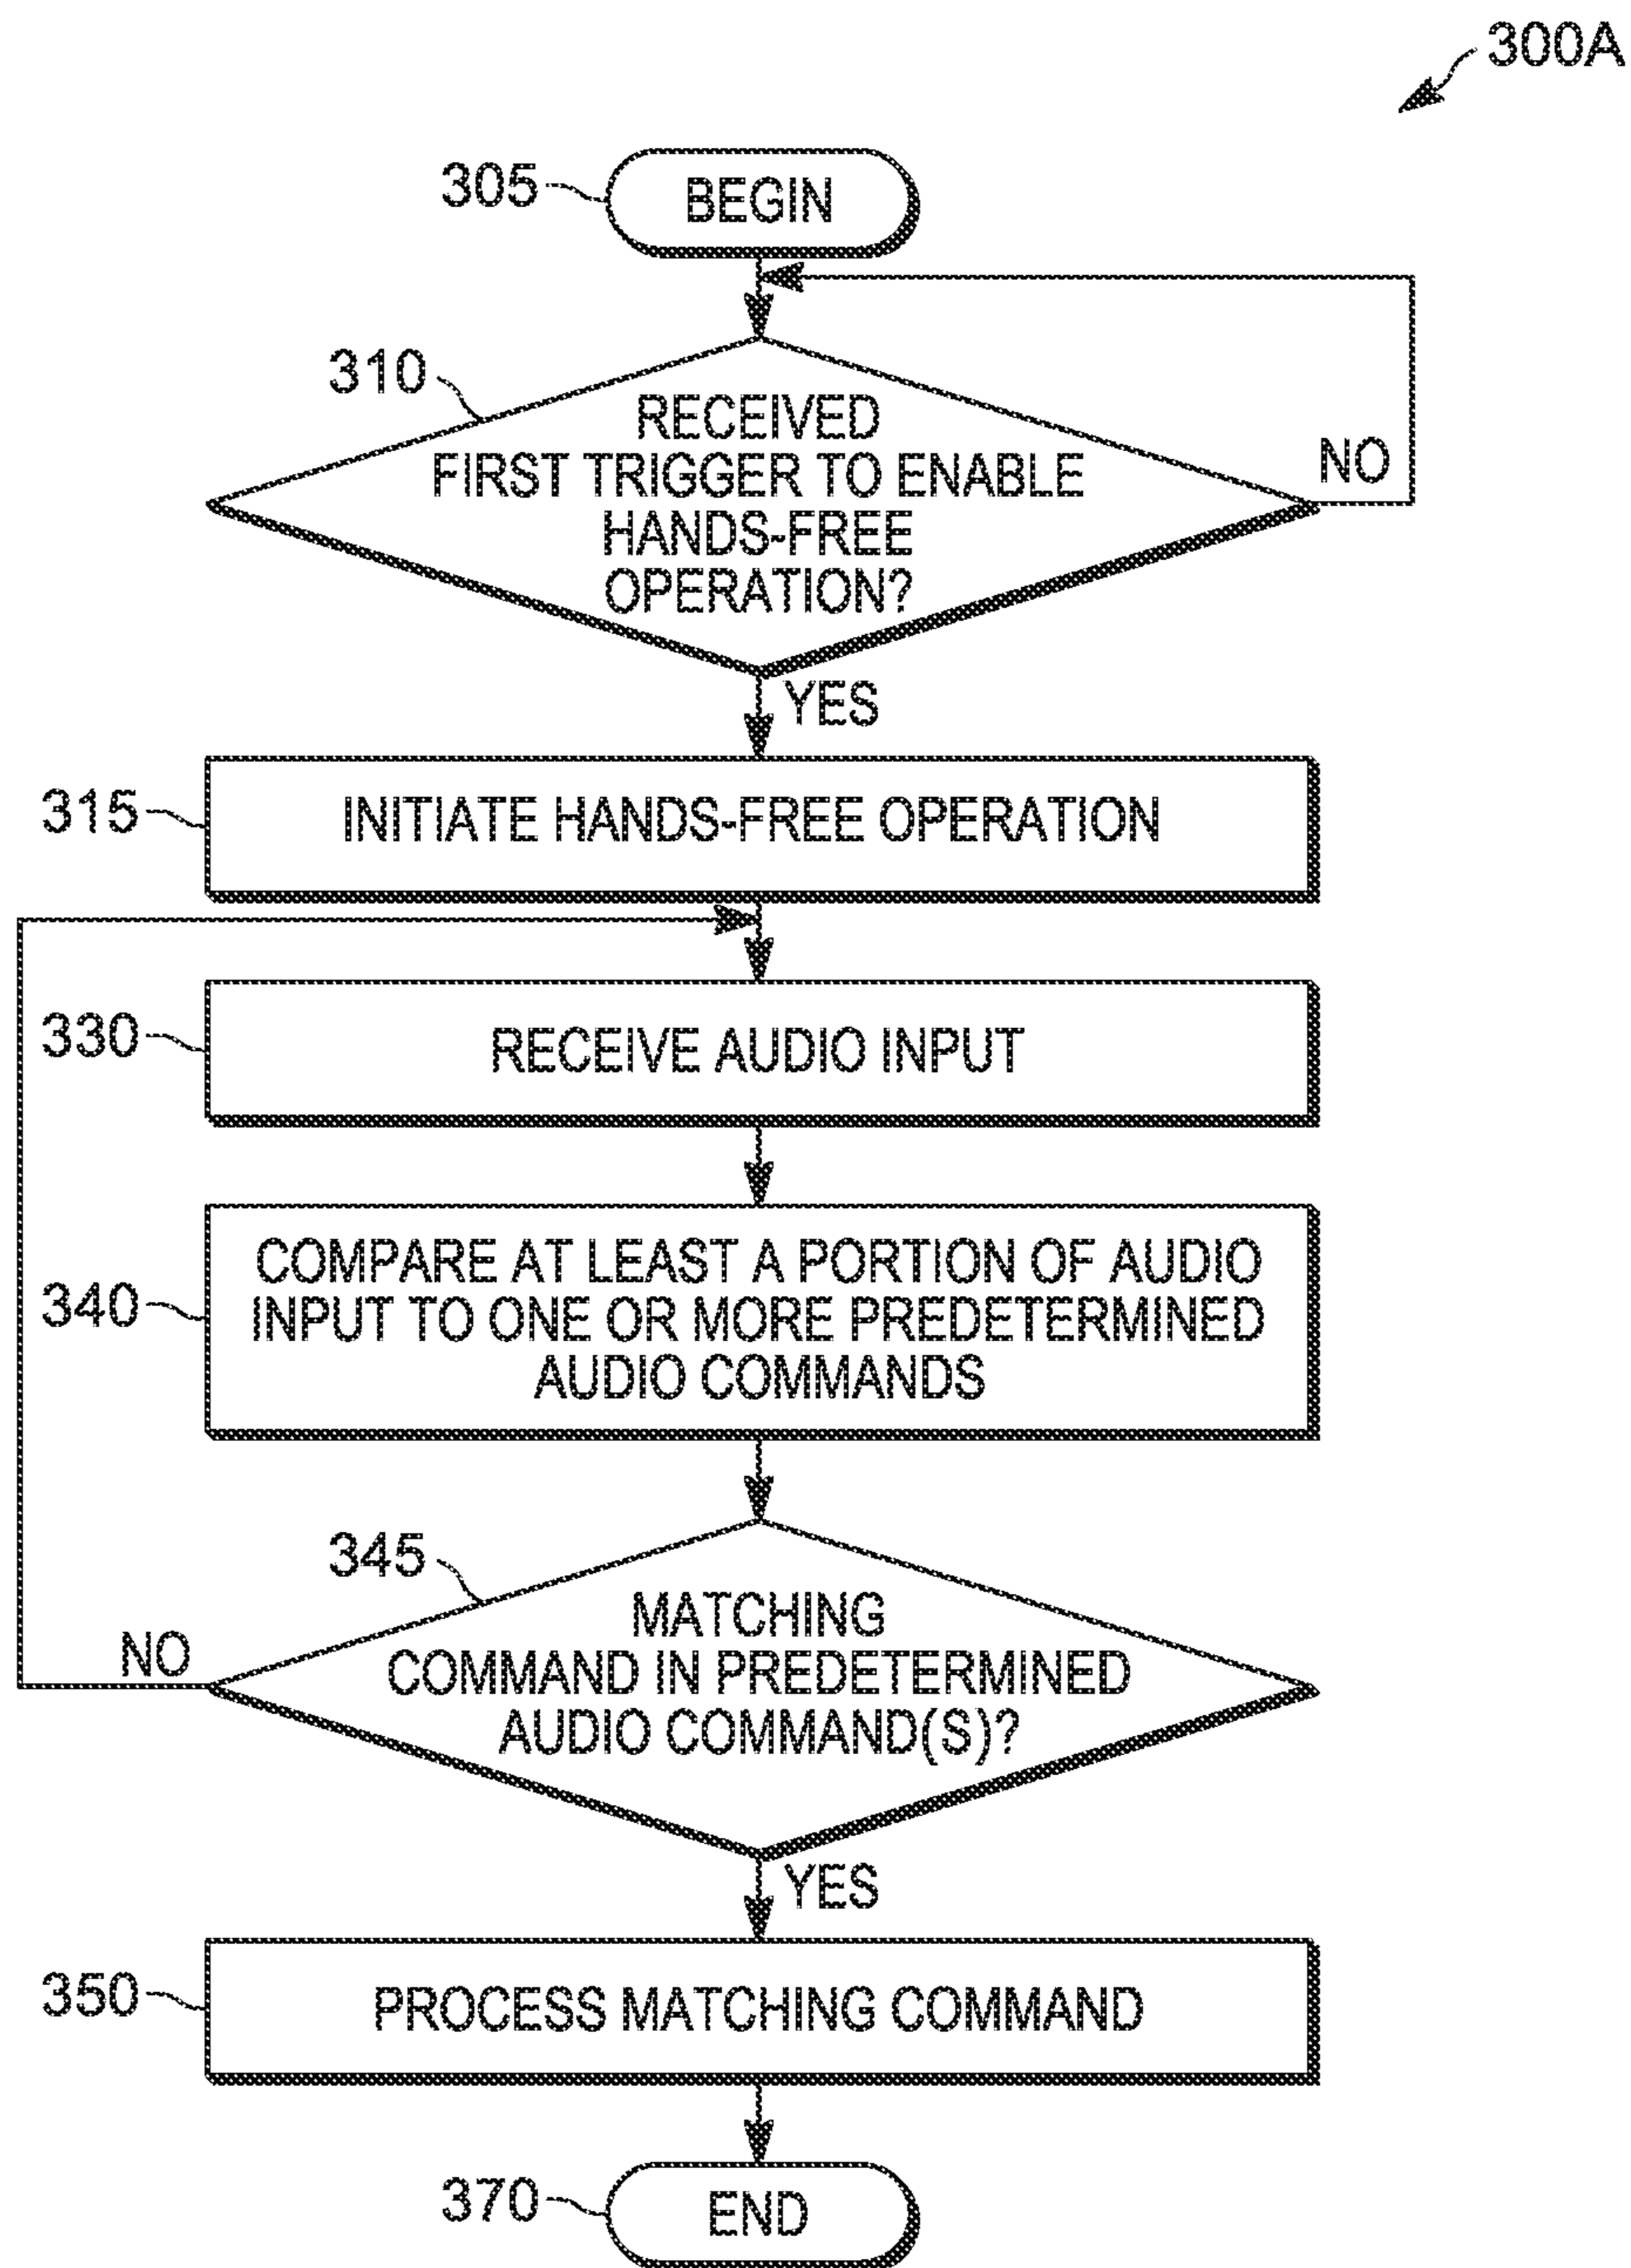 300A
305
BEGIN
310
RECEIVED
FIRST TRIGGER TO ENABLE
HANDS-FREE
OPERATION?
NO
YES
315
INITIATE HANDS-FREE OPERATION
330
RECEIVE AUDIO INPUT
340
COMPARE AT LEAST A PORTION OF AUDIO
INPUT TO ONE OR MORE PREDETERMINED
AUDIO COMMANDS
345
MATCHING
COMMAND IN PREDETERMINED
AUDIO COMMAND(S)?
NO
YES
350
PROCESS MATCHING COMMAND
370
END